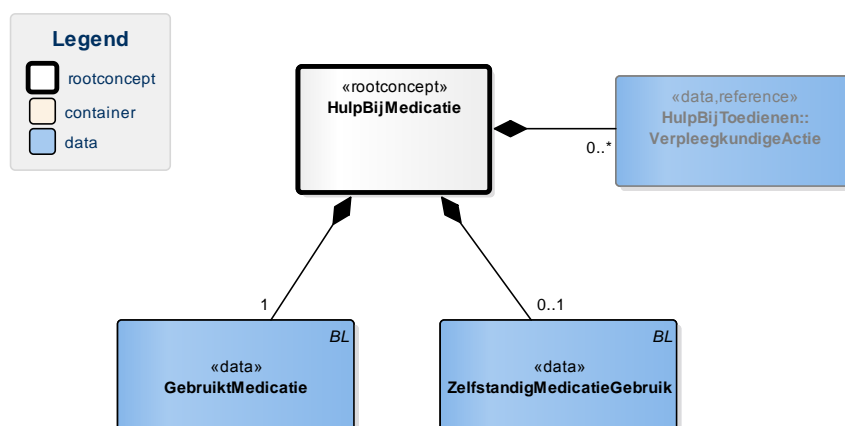 Legend
rootconcept
container
data
«rootconcept»
HulpBijMedicatie
«data,reference»
HulpBijToedienen::
VerpleegkundigeActie
0..*
1
0..1
BL
«data»
GebruiktMedicatie
BL
«data»
ZelfstandigMedicatieGebruik